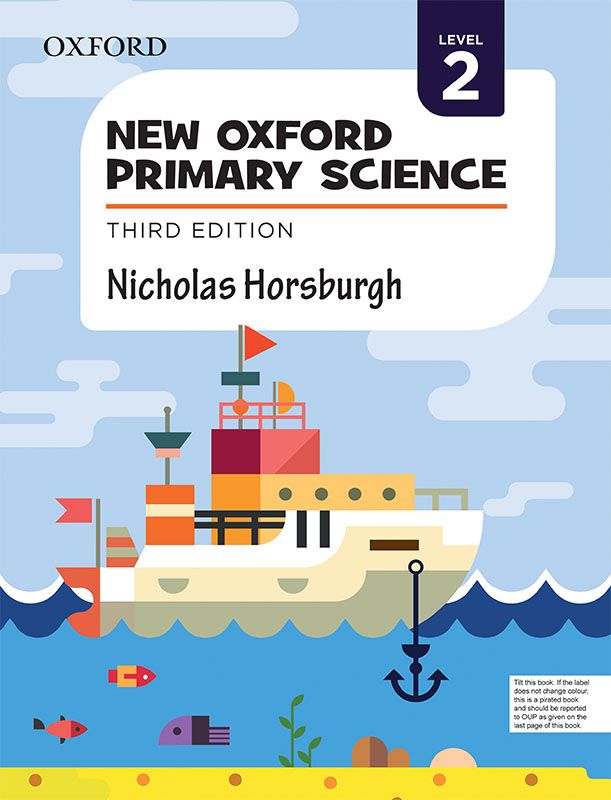 OXFORD
LEVEL
2
NEW OXFORD
PRIMARY SCIENCE
THIRD EDITION
Nicholas Horsburgh
Tilt this book. If the label
does not change colour,
this is a pirated book
and should be reported
to OUP as given on the
last page of this book.